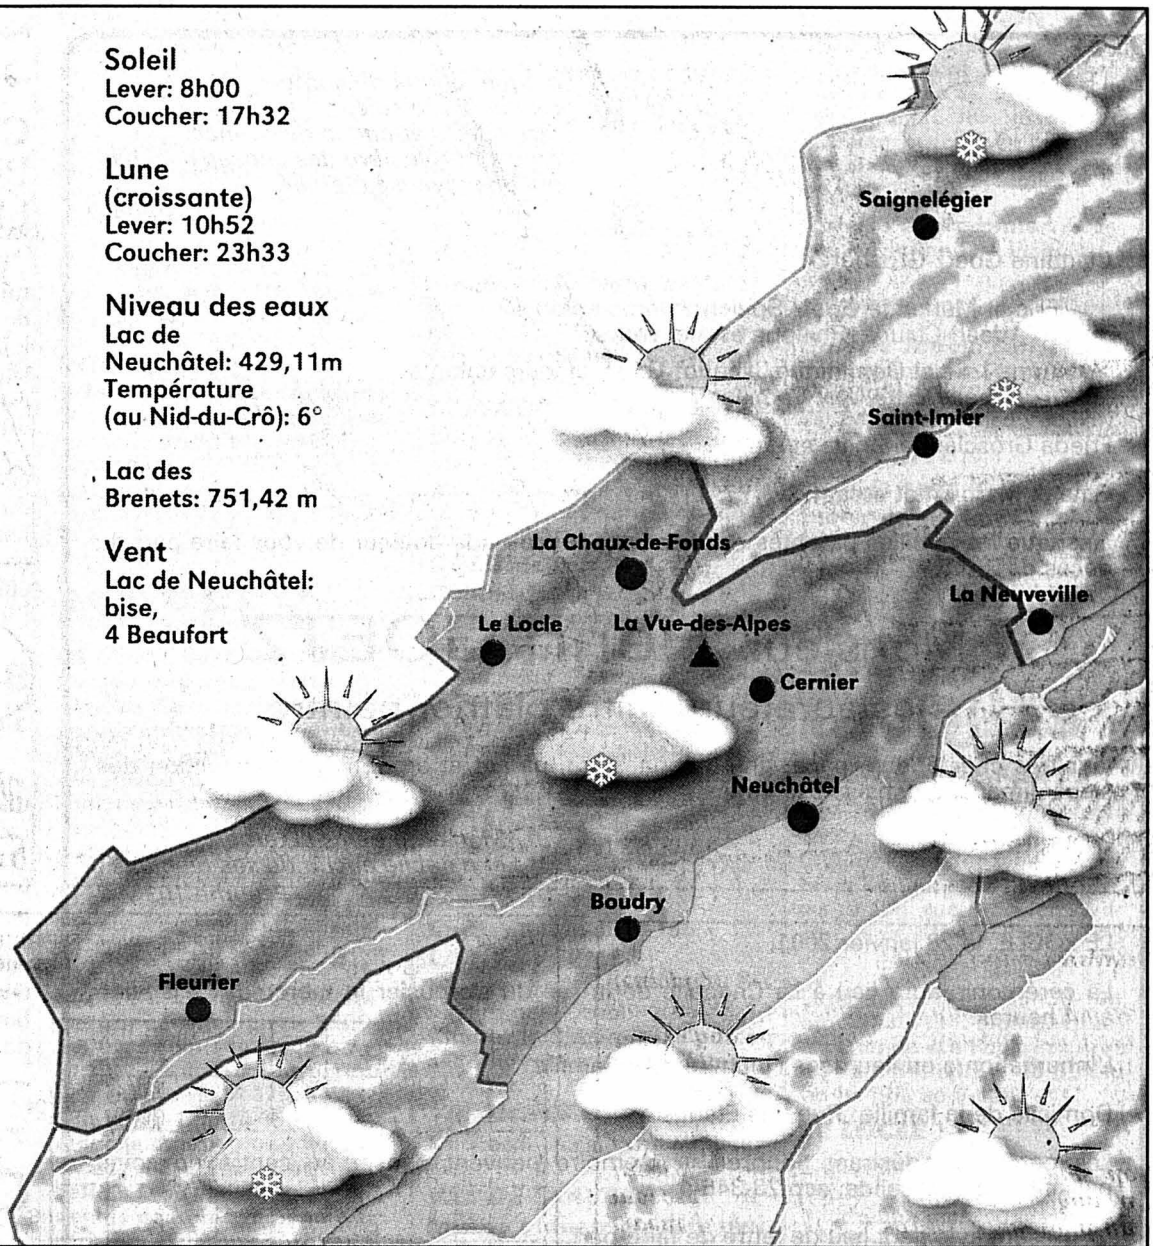 Soleil
Lever: 8h00
Coucher: 17h32
Lune
(croissante)
Lever: 10h52
Coucher: 23h33
Niveau des eaux
Lac de
Neuchâtel: 429,11m
Température
(au Nid-du-Crô): 6°
Lac des
Brenets: 751,42 m
Vent
Lac de Neuchâtel:
bise,
4 Beaufort
Saignelégier
Saint-Imier
La Chaux-de-Fonds
La Neuveville
Le Locle
La Vue-des-Alpes
Cernier
Neuchâtel
Boudry
Fleurier